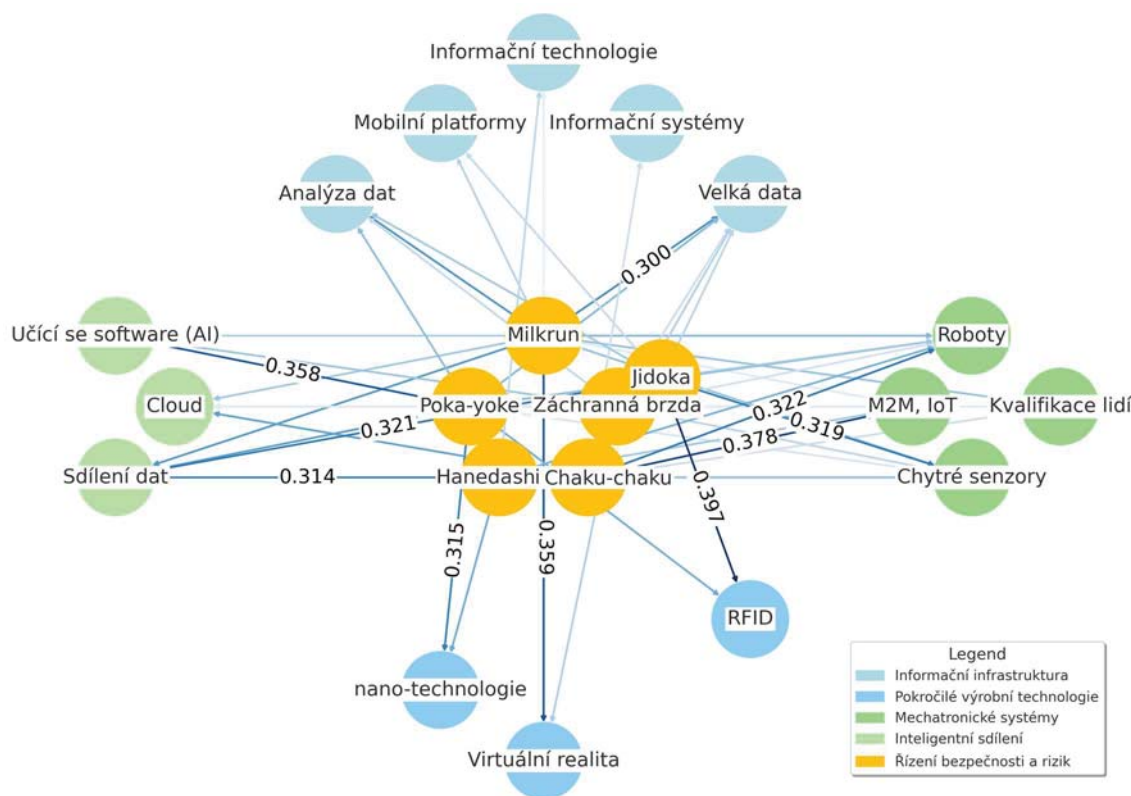 Informační technologie
Mobilní platformy
Informační systémy
Analýza dat
Velká data
0.300
Učící se software (AI)
Milkrun
Roboty
0.358
Jidoka
Cloud
Poka-yoke
Záchranná brzda
0.322
M2M, IoT
Kvalifikace lidí
0.321
0.378
0.319
Sdílení dat
0.314
Hanedashi
Chaku-chaku
Chytré senzory
0.397
0.315
0.359
RFID
nano-technologie
Virtuální realita
Legend
Informační infrastruktura
Pokročilé výrobní technologie
Mechatronické systémy
Inteligentní sdílení
Řízení bezpečnosti a rizik